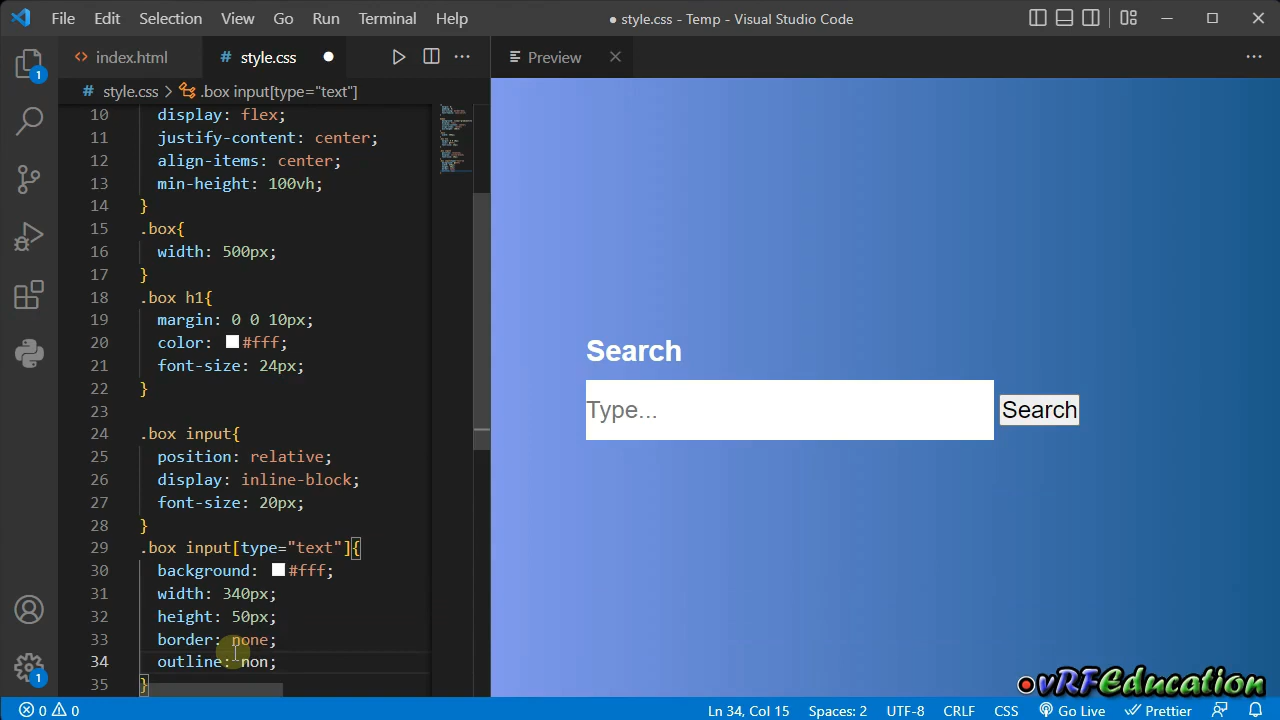 File Edit Selection View Go Run Terminal Help
● style.css - Temp - Visual Studio Code
index.html
# style.css
Preview
# style.css > .box input[type="text"]
10 display: flex;
11 justify-content: center;
12 align-items: center;
13 min-height: 100vh;
14 }
15 .box{
16 width: 500px;
17 }
18 .box h1{
19 margin: 0 0 10px;
20 color: #fff;
21 font-size: 24px;
22 }
23
24 .box input{
25 position: relative;
26 display: inline-block;
27 font-size: 20px;
28 }
29 .box input[type="text"]{
30 background: #fff;
31 width: 340px;
32 height: 50px;
33 border: none;
34 outline: non;
35 }
Search
Type...
Search
1
1
vRFEducation
0 0
Ln 34, Col 15 Spaces: 2 UTF-8 CRLF CSS Go Live Prettier